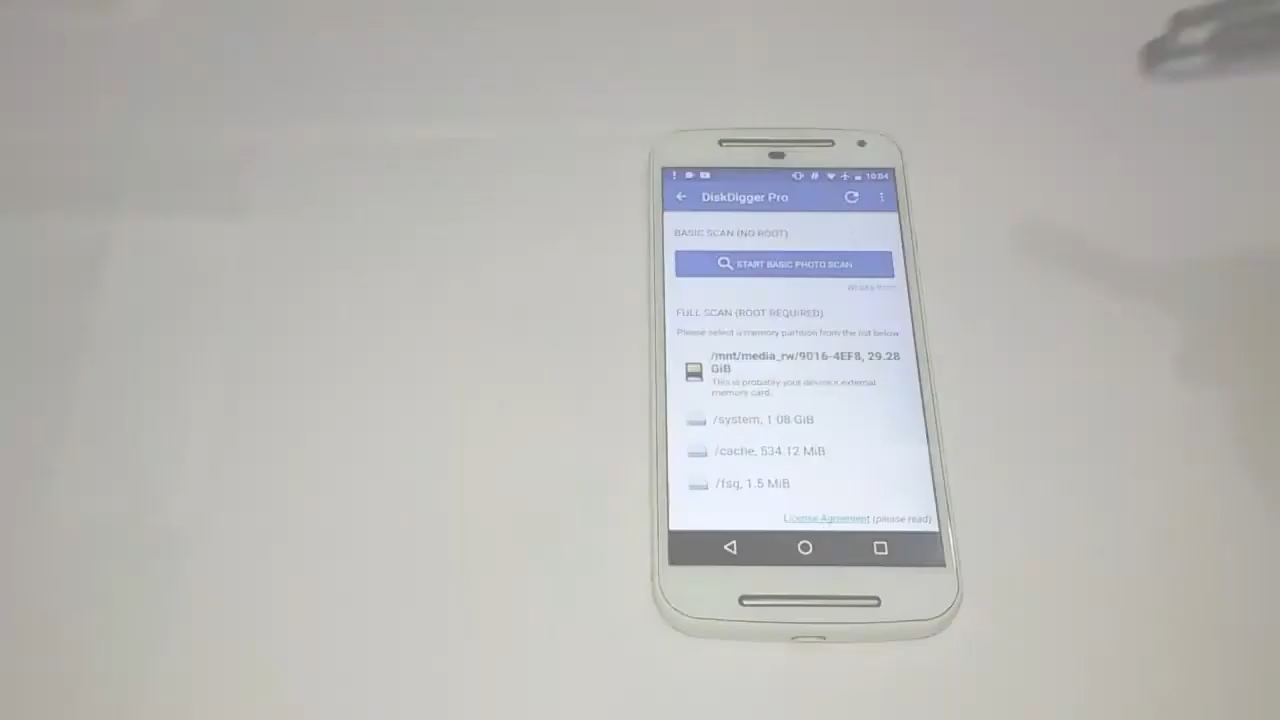 10:04
DiskDigger Pro
BASIC SCAN (NO ROOT)
START BASIC PHOTO SCAN
FULL SCAN (ROOT REQUIRED)
Please select a memory partition from the list below
/mnt/media_rw/9016-4EF8, 29.28
GiB
This is probably your device's external
memory card.
/system, 1.08 GiB
/cache, 534.12 MiB
/fsg, 1.5 MiB
License Agreement (please read)